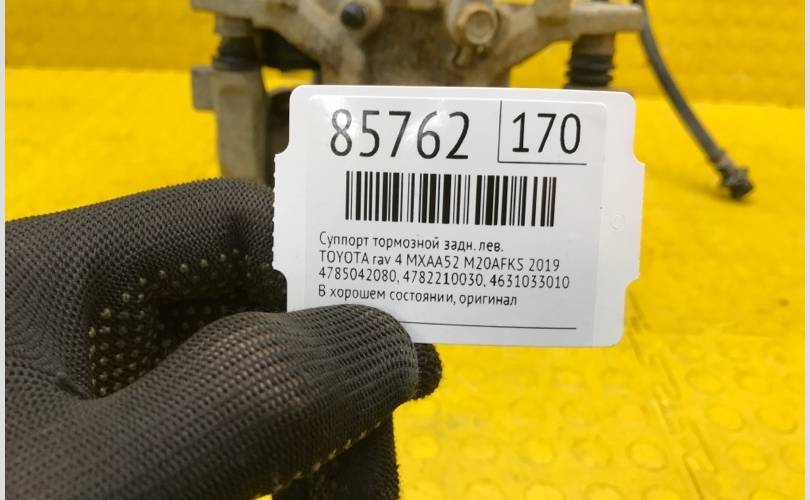 85762 170
Суппорт тормозной задн. лев.
TOYOTA rav 4 MXAA52 M20AFKS 2019
4785042080, 4782210030, 4631033010
В хорошем состоянии, оригинал